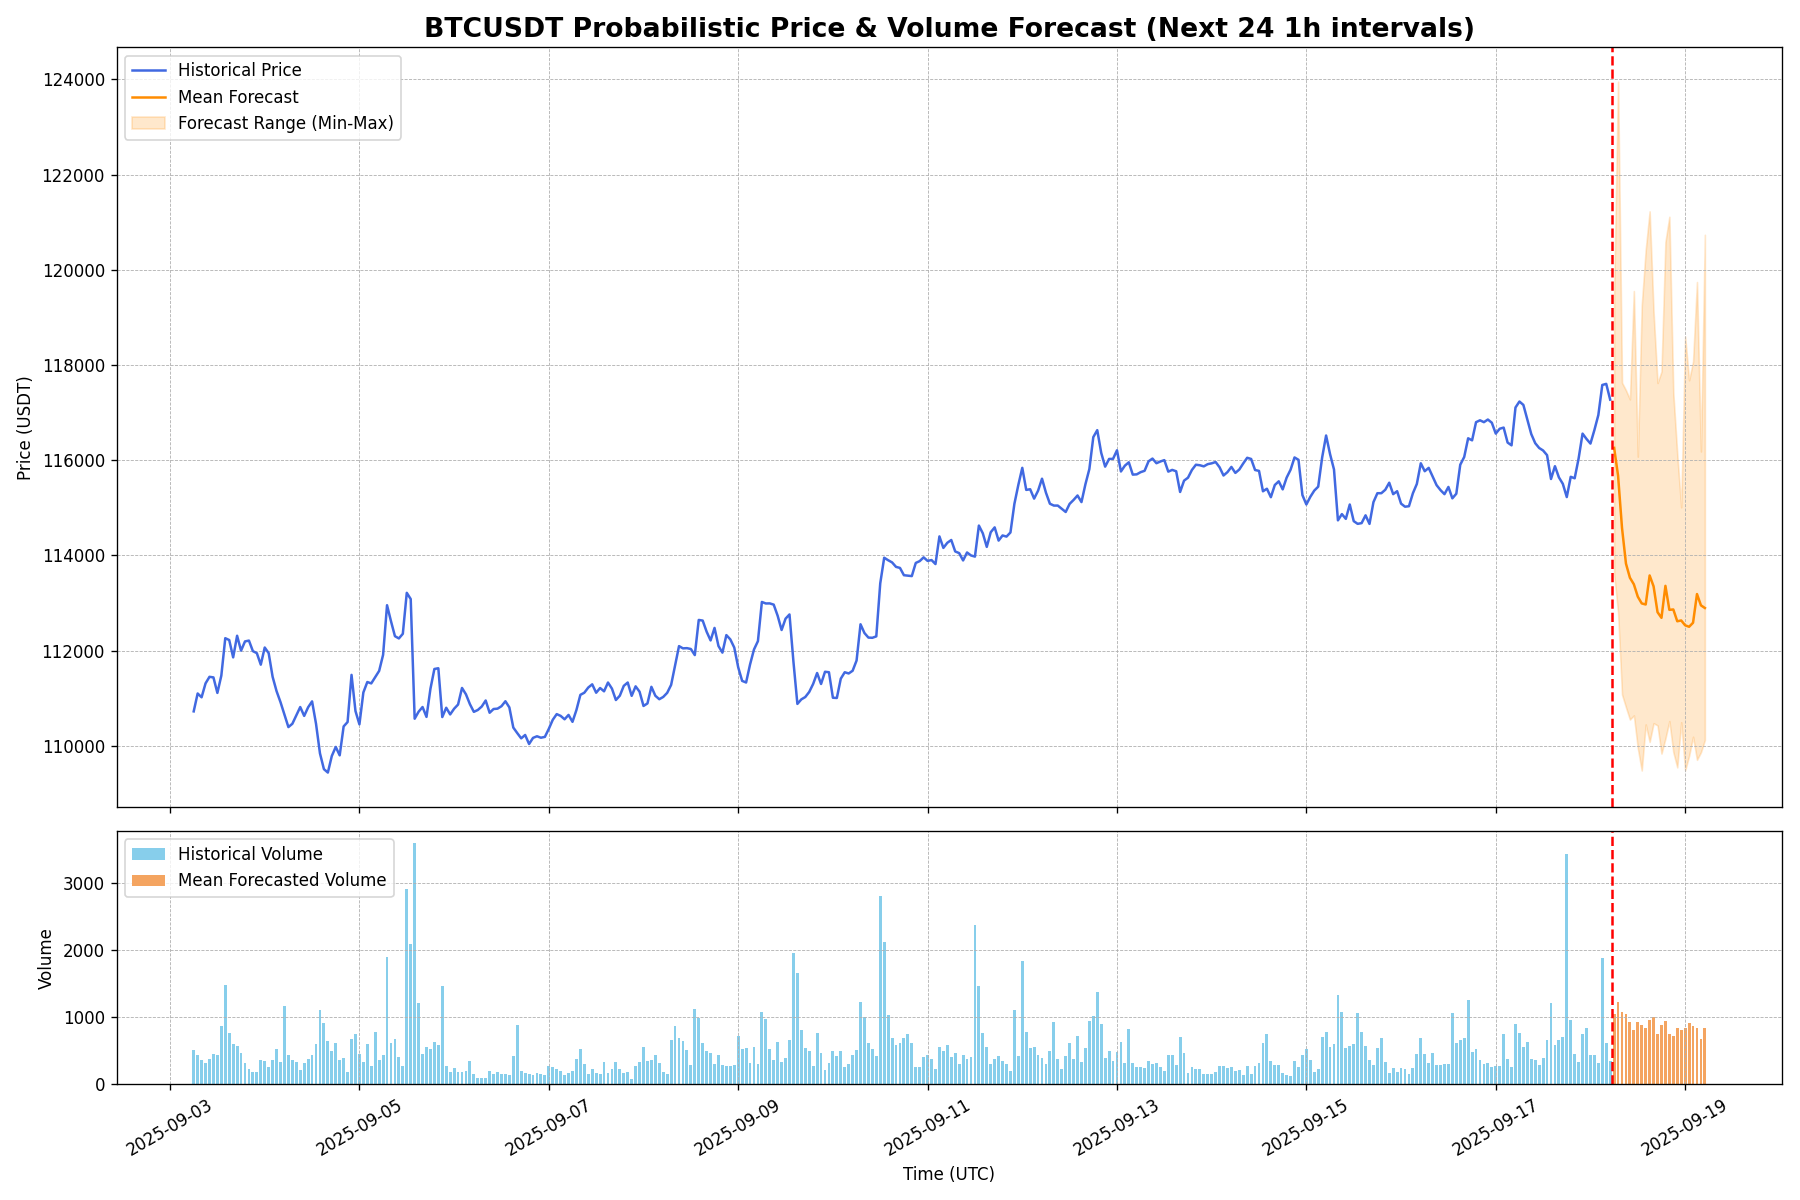 BTCUSDT Probabilistic Price & Volume Forecast (Next 24 1h intervals)
Historical Price
Mean Forecast
Forecast Range (Min-Max)
124000
122000
120000
118000
116000
114000
112000
110000
Price (USDT)
Historical Volume
Mean Forecasted Volume
3000
2000
1000
0
Volume
2025-09-03
2025-09-05
2025-09-07
2025-09-09
2025-09-11
2025-09-13
2025-09-15
2025-09-17
2025-09-19
Time (UTC)